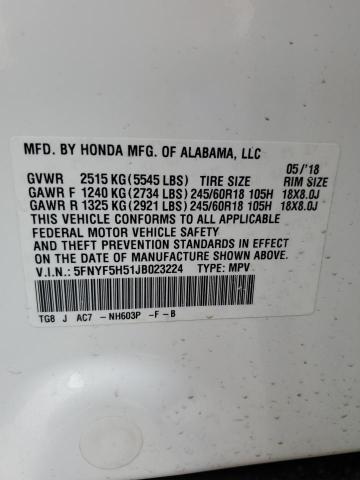 MFD. BY HONDA MFG. OF ALABAMA, LLC
05/'18
GVWR 2515 KG (5545 LBS) TIRE SIZE RIM SIZE
GAWR F 1240 KG (2734 LBS) 245/60R18 105H 18X8.0J
GAWR R 1325 KG (2921 LBS) 245/60R18 105H 18X8.0J
THIS VEHICLE CONFORMS TO ALL APPLICABLE
FEDERAL MOTOR VEHICLE SAFETY
AND THEFT PREVENTION STANDARDS IN EFFECT
ON THE DATE OF MANUFACTURE SHOWN ABOVE.
V.I.N.: 5FNYF5H51JB023224 TYPE: MPV
TG8 J AC7 -NH603P -F-B